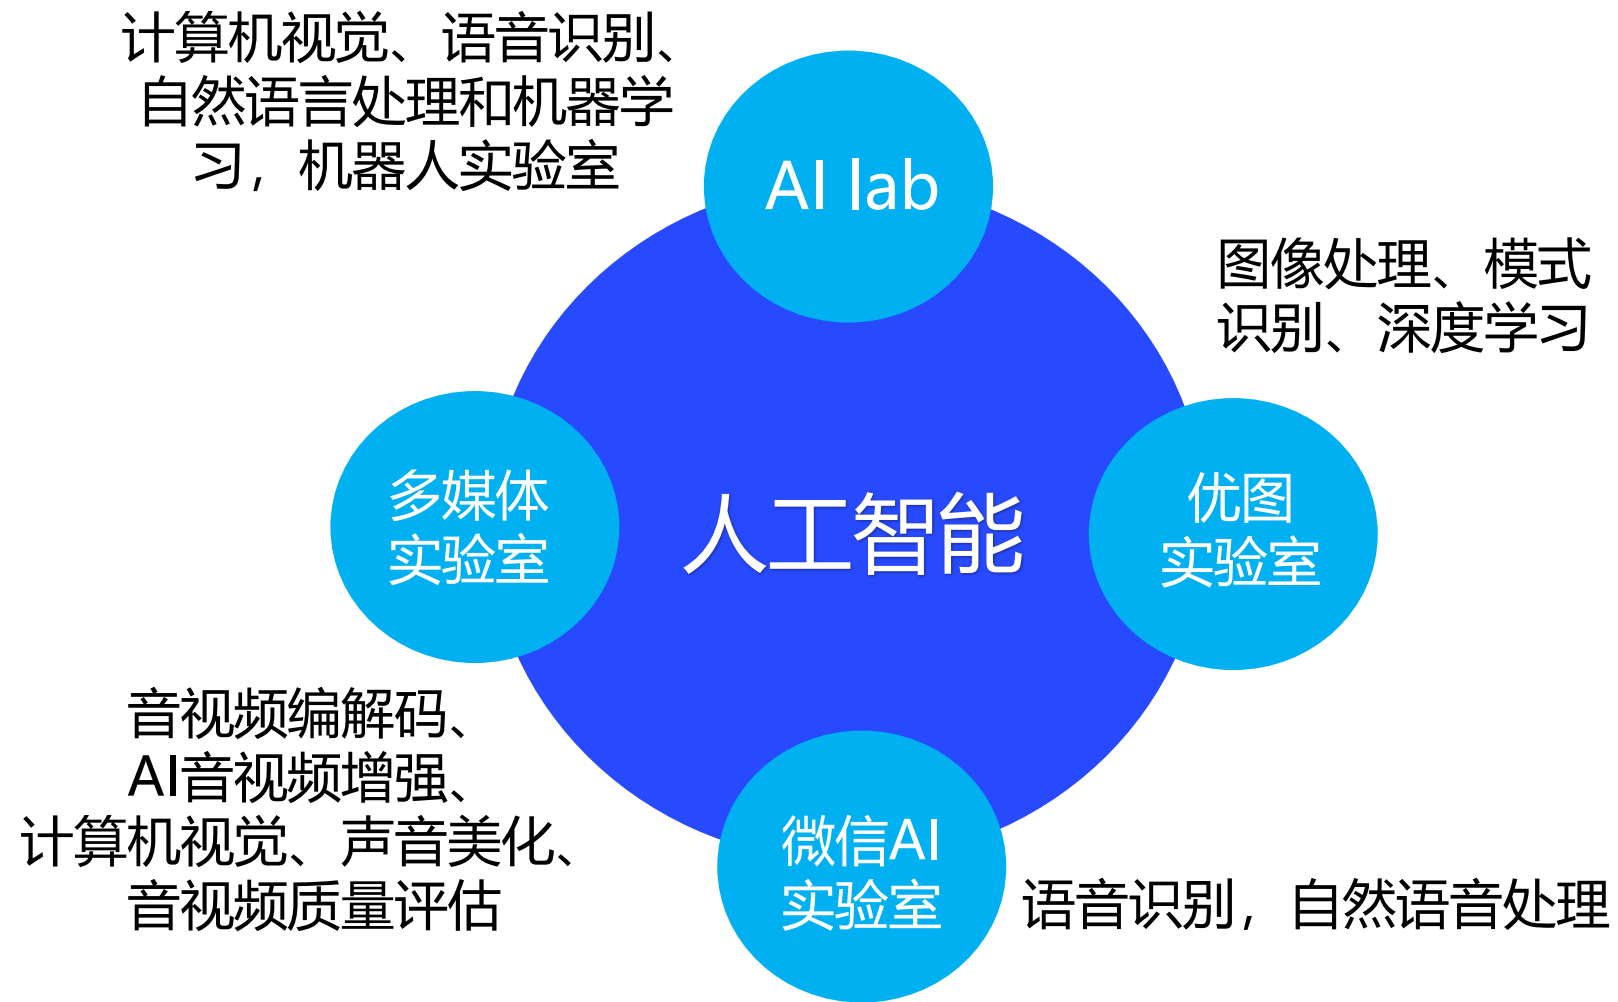 计算机视觉、语音识别、
自然语言处理和机器学
习，机器人实验室
AI lab
图像处理、模式
识别、深度学习
多媒体
实验室
人工智能
优图
实验室
音视频编解码、
AI音视频增强、
计算机视觉、声音美化、
音视频质量评估
微信AI
实验室
语音识别，自然语音处理